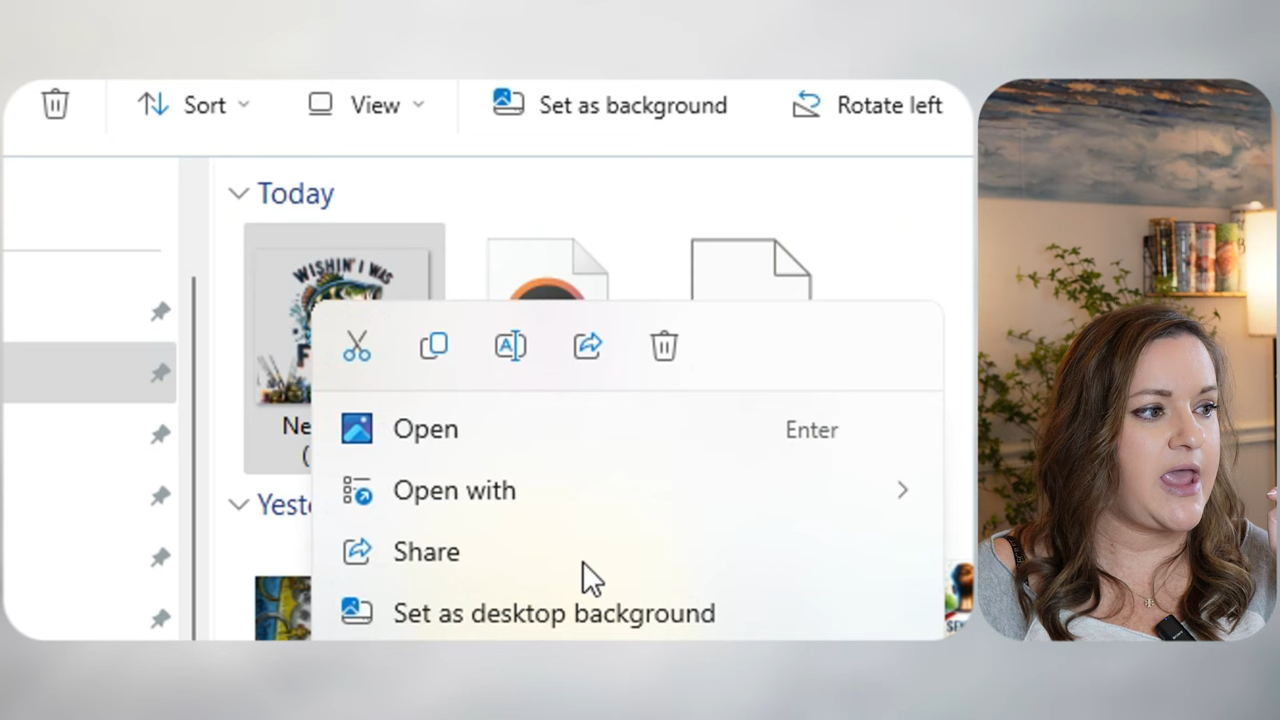 Sort
View
Set as background
Rotate left
Today
WISHIN' I WAS
Ne
(
Open
Enter
Open with
Yest
Share
Set as desktop background